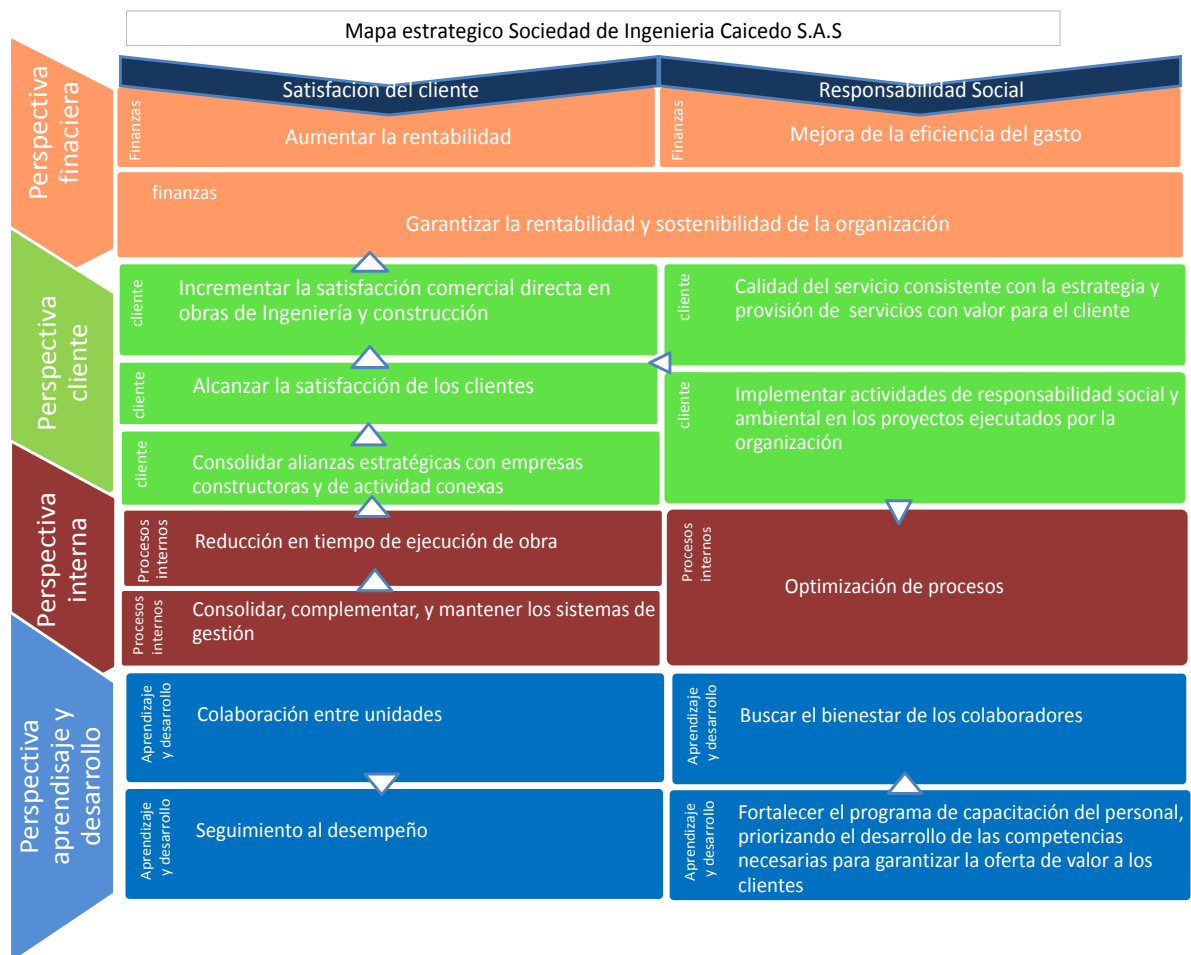 Mapa estrategico Sociedad de Ingenieria Caicedo S.A.S
Perspectiva
finaciera
Satisfacion del cliente
Responsabilidad Social
Finanzas
Aumentar la rentabilidad
Finanzas
Mejora de la eficiencia del gasto
finanzas
Garantizar la rentabilidad y sostenibilidad de la organización
Perspectiva
cliente
cliente
Incrementar la satisfacción comercial directa en
obras de Ingeniería y construcción
cliente
Calidad del servicio consistente con la estrategia y
provisión de servicios con valor para el cliente
cliente
Alcanzar la satisfacción de los clientes
cliente
Implementar actividades de responsabilidad social y
ambiental en los proyectos ejecutados por la
organización
cliente
Consolidar alianzas estratégicas con empresas
constructoras y de actividad conexas
Perspectiva
interna
Procesos
internos
Reducción en tiempo de ejecución de obra
Procesos
internos
Optimización de procesos
Procesos
internos
Consolidar, complementar, y mantener los sistemas de
gestión
Perspectiva
aprendisaje y
desarrollo
Aprendizaje
y desarrollo
Colaboración entre unidades
Aprendizaje
y desarrollo
Buscar el bienestar de los colaboradores
Aprendizaje
y desarrollo
Seguimiento al desempeño
Aprendizaje
y desarrollo
Fortalecer el programa de capacitación del personal,
priorizando el desarrollo de las competencias
necesarias para garantizar la oferta de valor a los
clientes